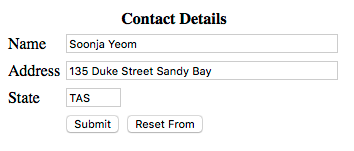 Contact Details
Name Soonja Yeom
Address 135 Duke Street Sandy Bay
State TAS
Submit Reset From